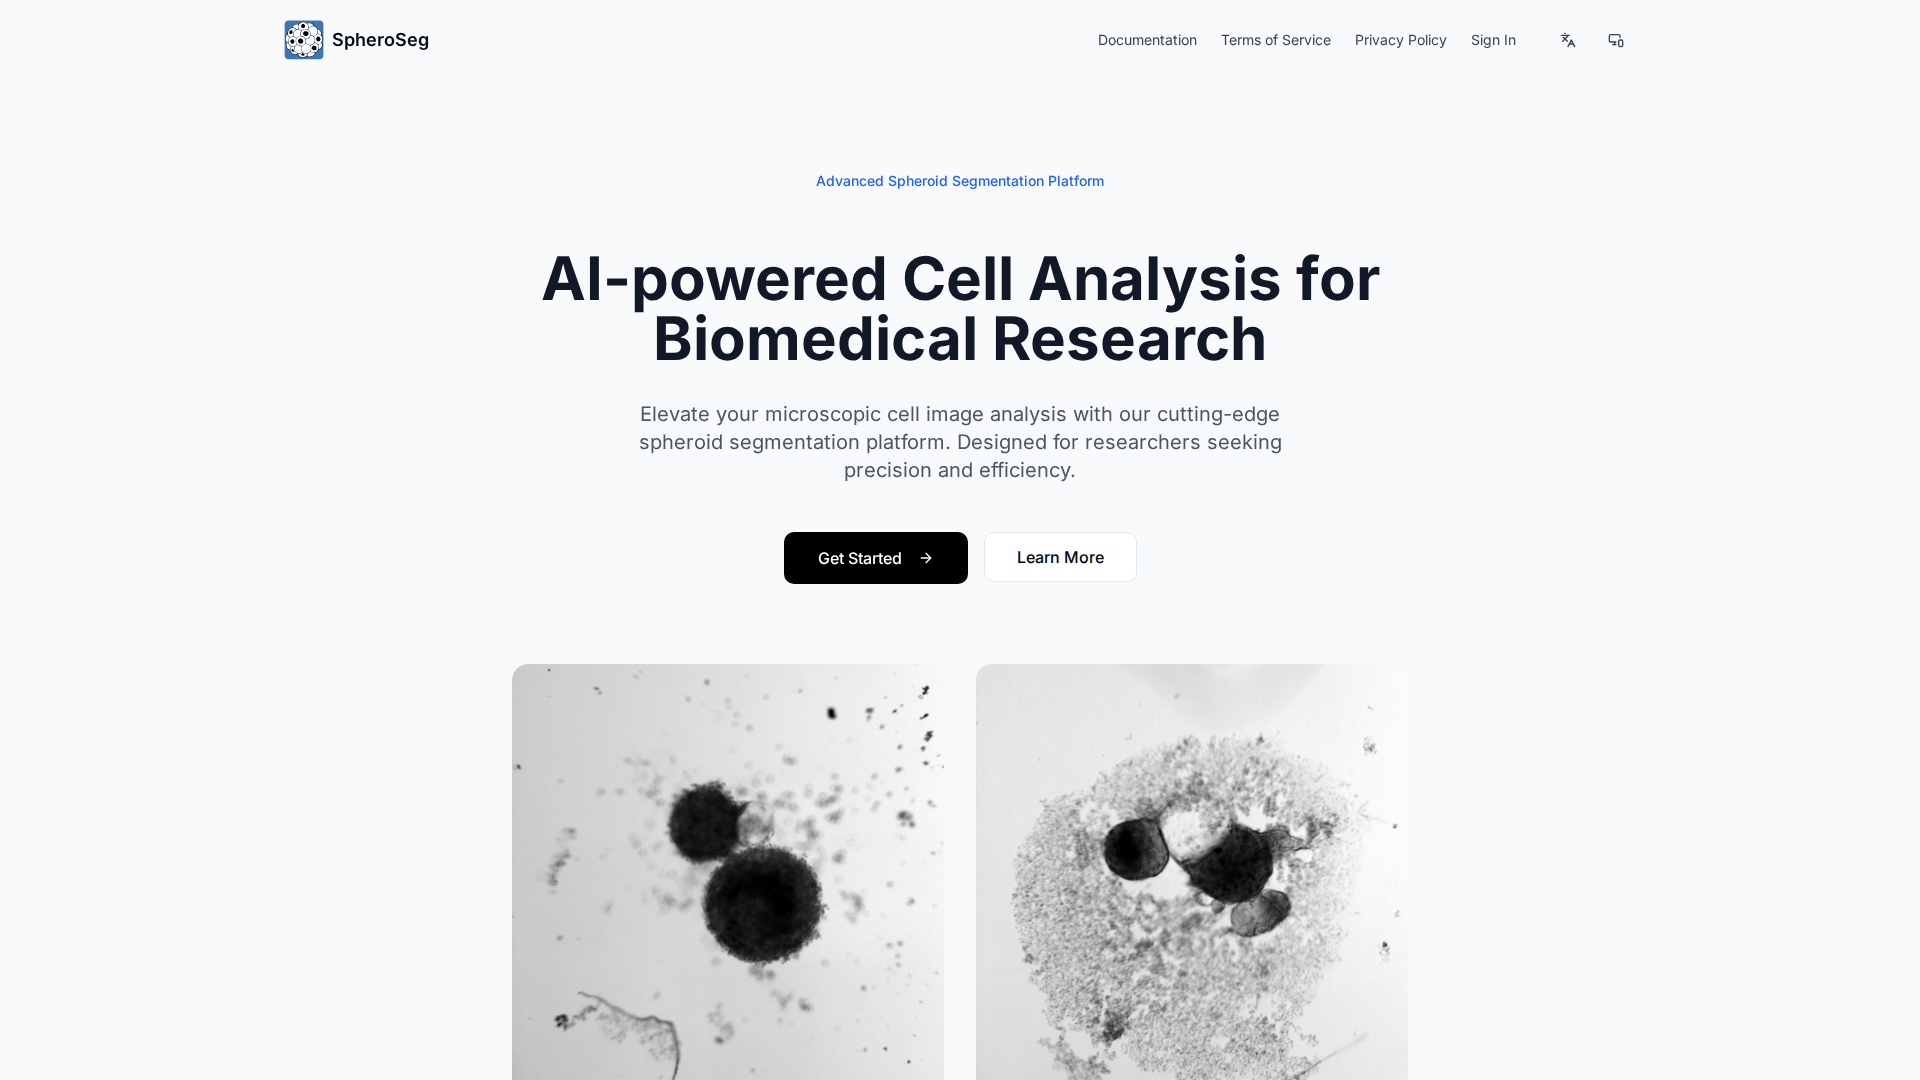 SpheroSeg
Documentation
Terms of Service
Privacy Policy
Sign In
Advanced Spheroid Segmentation Platform
AI-powered Cell Analysis for
Biomedical Research
Elevate your microscopic cell image analysis with our cutting-edge
spheroid segmentation platform. Designed for researchers seeking
precision and efficiency.
Get Started
Learn More